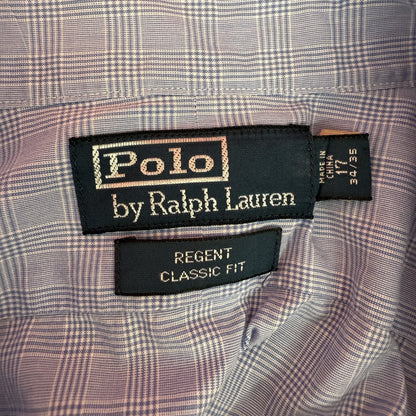 Polo
by Ralph Lauren
REGENT
CLASSIC FIT
MADE IN
CHINA
17
34/35